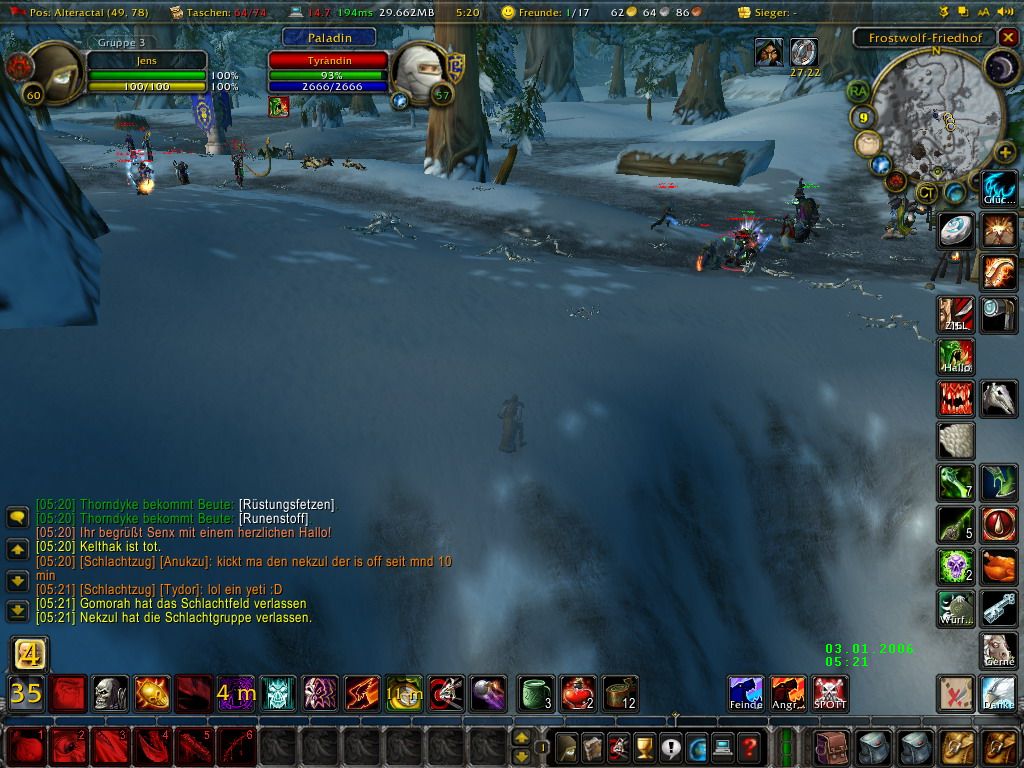 Pos: Alteractal (49, 78) Taschen: 64/74 14.7 194ms 29.662MB 5:20 Freunde: 1/17 62 64 86 Sieger: -
Gruppe 3
Paladin
Frostwolf-Friedhof
Jens
Tyràndin
100%
93%
100/100
100%
2666/2666
60
57
27:22
N
RA
9
CT
Glüc...
ZIEL
Hallo
7
5
2
Würf...
Gerne
[05:20] Thorndyke bekommt Beute: [Rüstungsfetzen].
[05:20] Thorndyke bekommt Beute: [Runenstoff]
[05:20] Ihr begrüßt Senx mit einem herzlichen Hallo!
[05:20] Kelthak ist tot.
[05:20] [Schlachtzug] [Anukzu]: kickt ma den nekzul der is off seit mnd 10
min
[05:21] [Schlachtzug] [Tydor]: lol ein yeti :D
[05:21] Gomorah hat das Schlachtfeld verlassen
[05:21] Nekzul hat die Schlachtgruppe verlassen.
03.01.2006
05:21
4
35
4 m
11 m
3
2
12
Feinde
Angr...
SPOTT
Danke
1
2
3
4
5
6
1